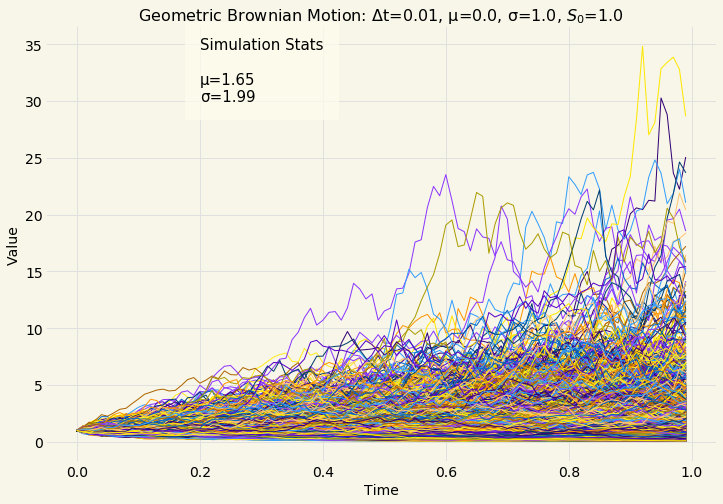 Geometric Brownian Motion: Δt=0.01, μ=0.0, σ=1.0, S₀=1.0
Simulation Stats
μ=1.65
σ=1.99
35
30
25
20
15
10
5
0
Value
0.0 0.2 0.4 0.6 0.8 1.0
Time